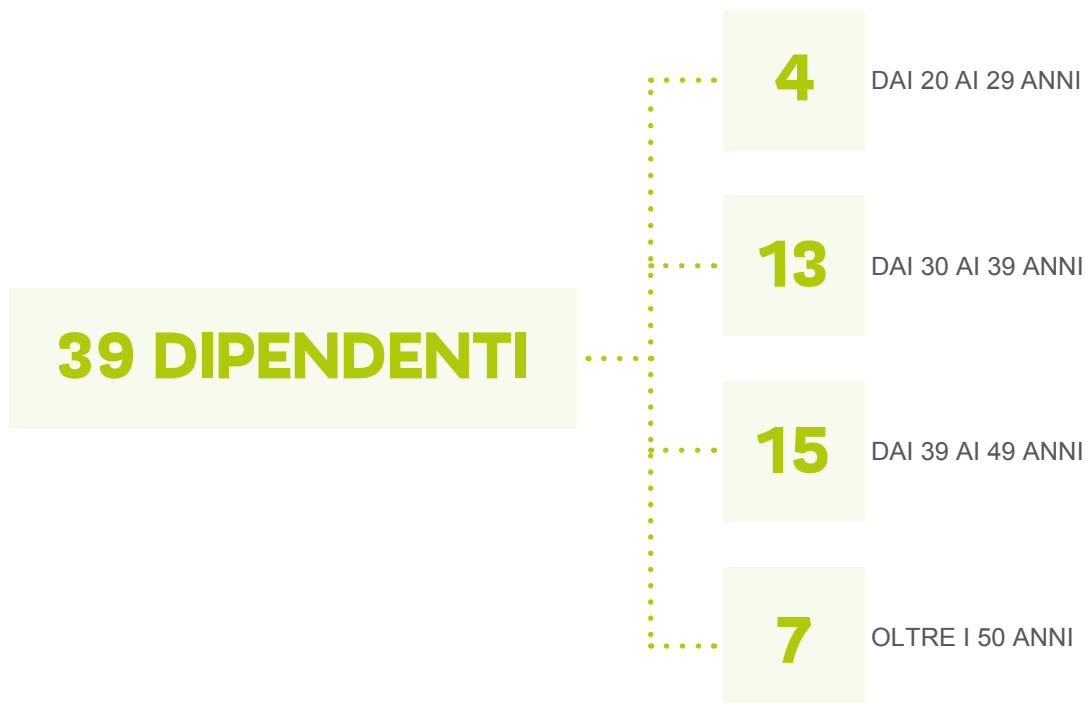 39 DIPENDENTI
4 DAI 20 AI 29 ANNI
13 DAI 30 AI 39 ANNI
15 DAI 39 AI 49 ANNI
7 OLTRE I 50 ANNI